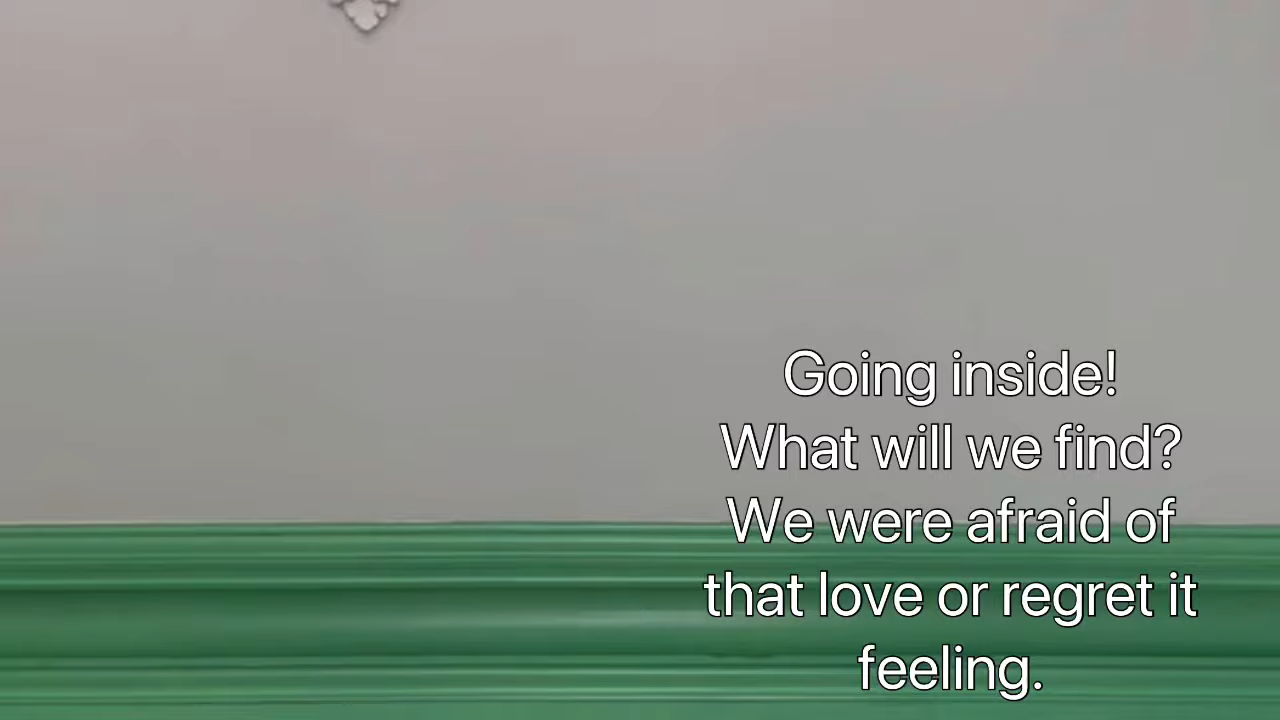 Going inside!
What will we find?
We were afraid of
that love or regret it
feeling.